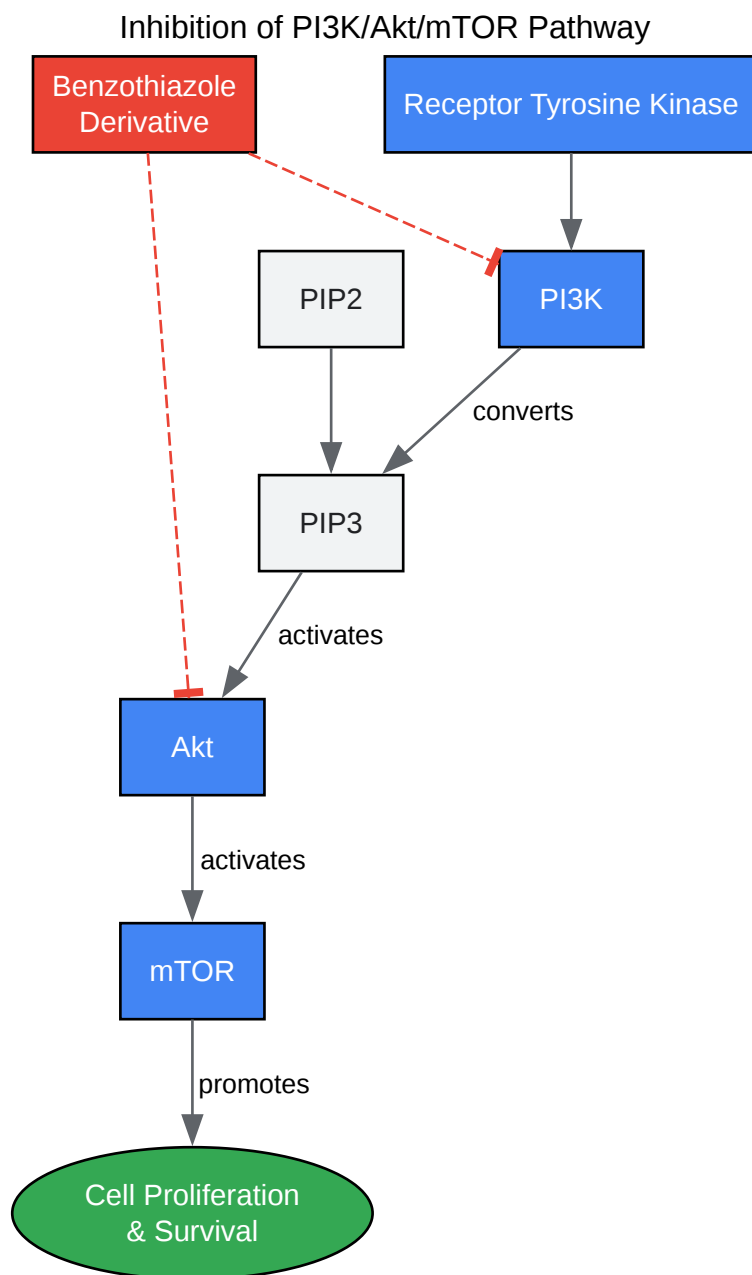 Inhibition of PI3K/Akt/mTOR Pathway
Benzothiazole
Derivative
Receptor Tyrosine Kinase
PIP2
PI3K
converts
PIP3
activates
Akt
activates
mTOR
promotes
Cell Proliferation
& Survival